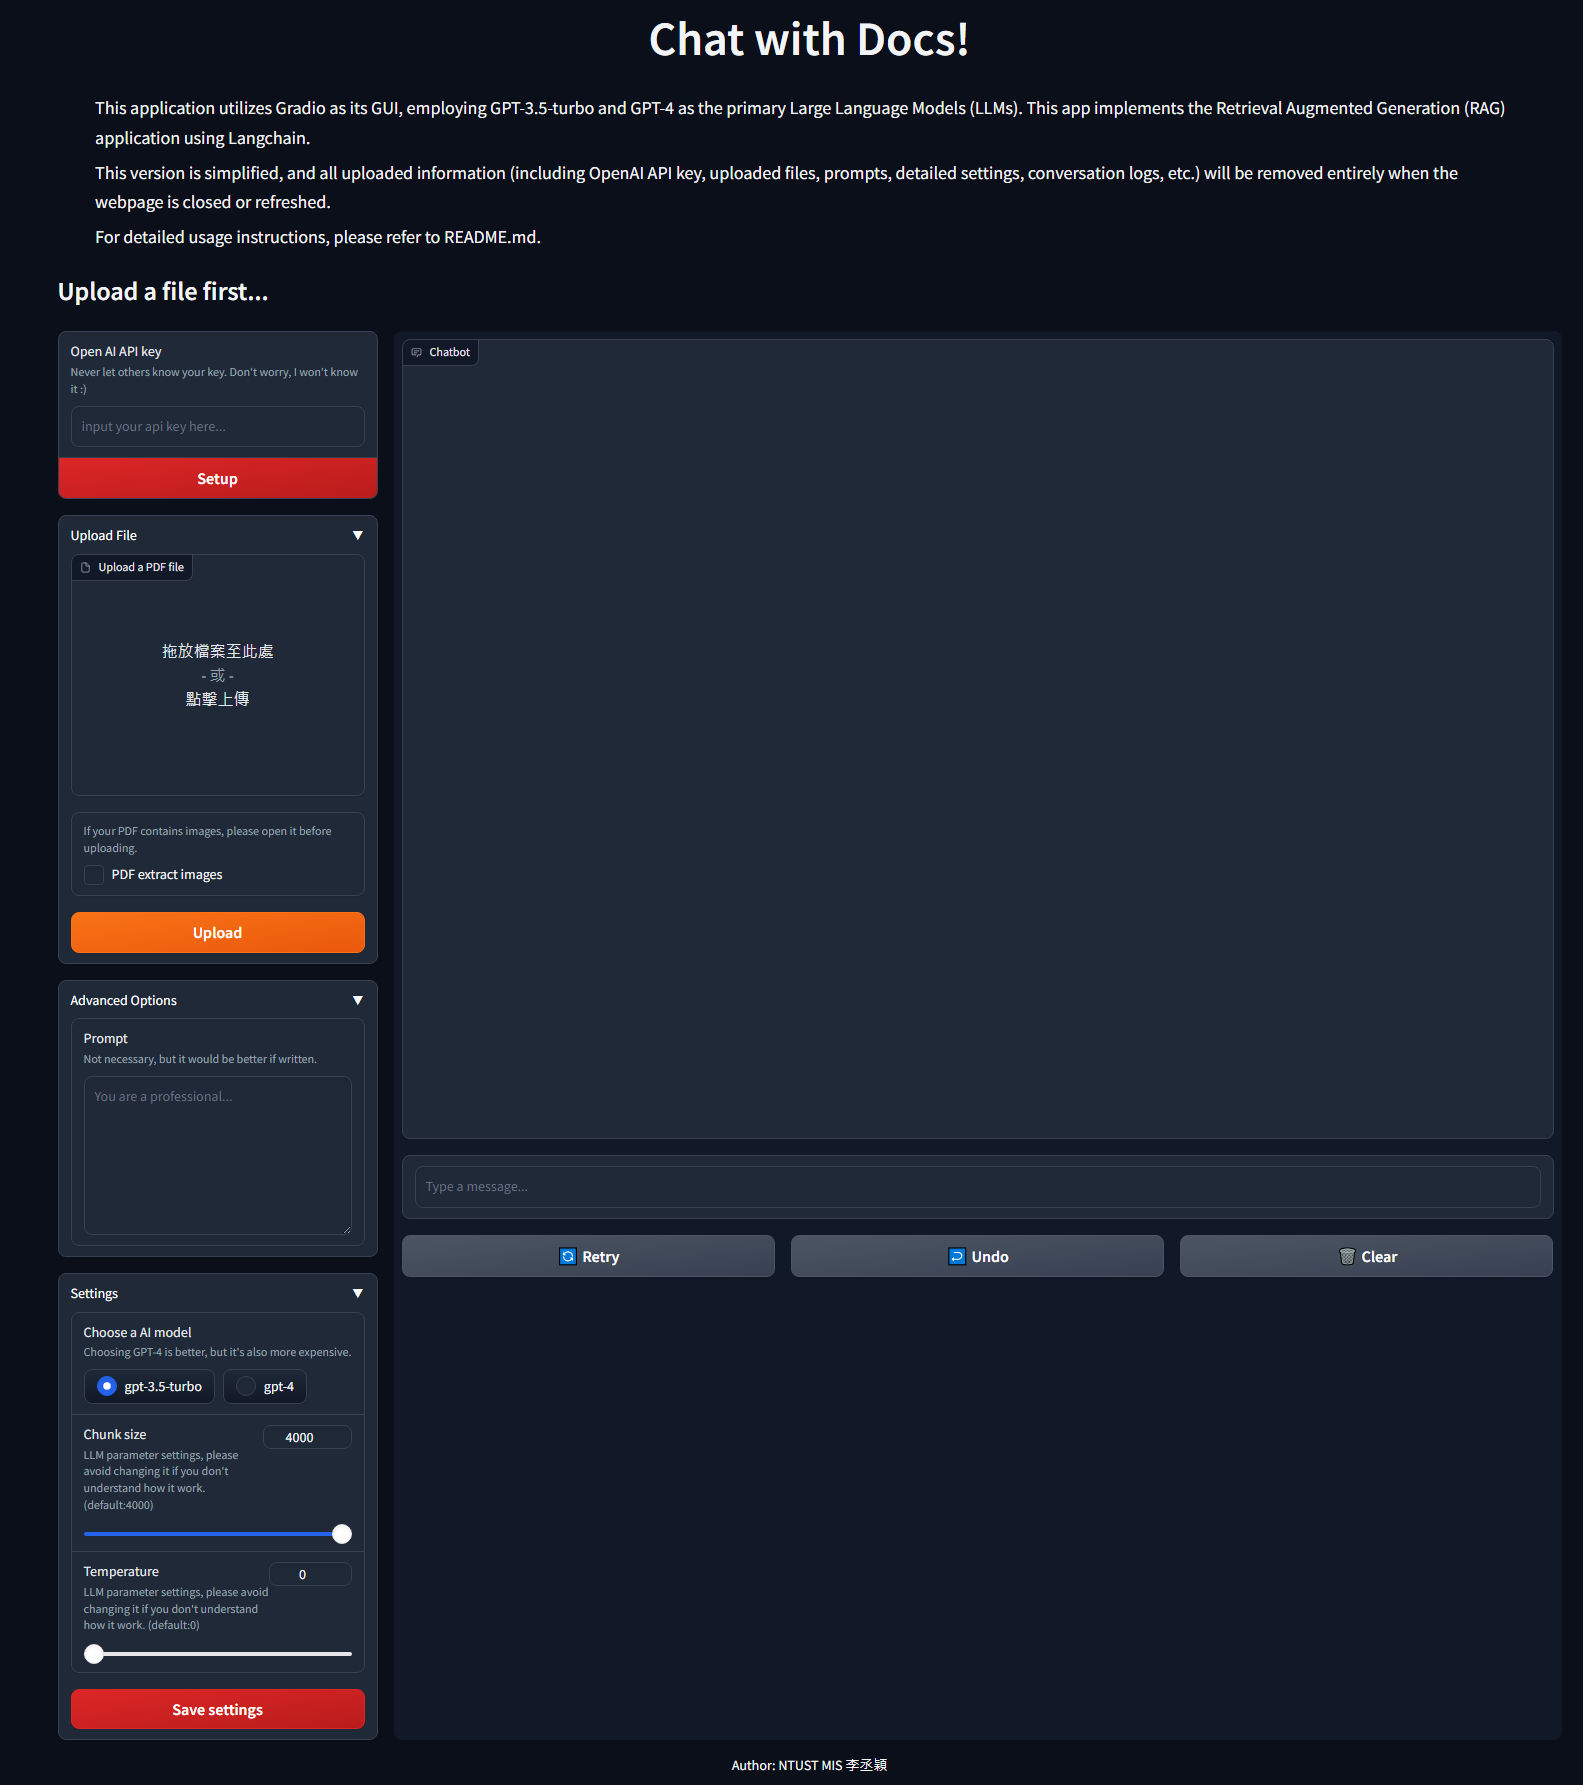 Chat with Docs!
This application utilizes Gradio as its GUI, employing GPT-3.5-turbo and GPT-4 as the primary Large Language Models (LLMs). This app implements the Retrieval Augmented Generation (RAG)
application using Langchain.
This version is simplified, and all uploaded information (including OpenAI API key, uploaded files, prompts, detailed settings, conversation logs, etc.) will be removed entirely when the
webpage is closed or refreshed.
For detailed usage instructions, please refer to README.md.
Upload a file first...
Open AI API key
Never let others know your key. Don't worry, I won't know
it :)
input your api key here...
Setup
Upload File
Upload a PDF file
拖放檔案至此處
- 或 -
點擊上傳
If your PDF contains images, please open it before
uploading.
PDF extract images
Upload
Advanced Options
Prompt
Not necessary, but it would be better if written.
You are a professional...
Settings
Choose a AI model
Choosing GPT-4 is better, but it's also more expensive.
gpt-3.5-turbo gpt-4
Chunk size 4000
LLM parameter settings, please
avoid changing it if you don't
understand how it work.
(default:4000)
Temperature 0
LLM parameter settings, please avoid
changing it if you don't understand
how it work. (default:0)
Save settings
Chatbot
Type a message...
Retry Undo Clear
Author: NTUST MIS 李丞穎